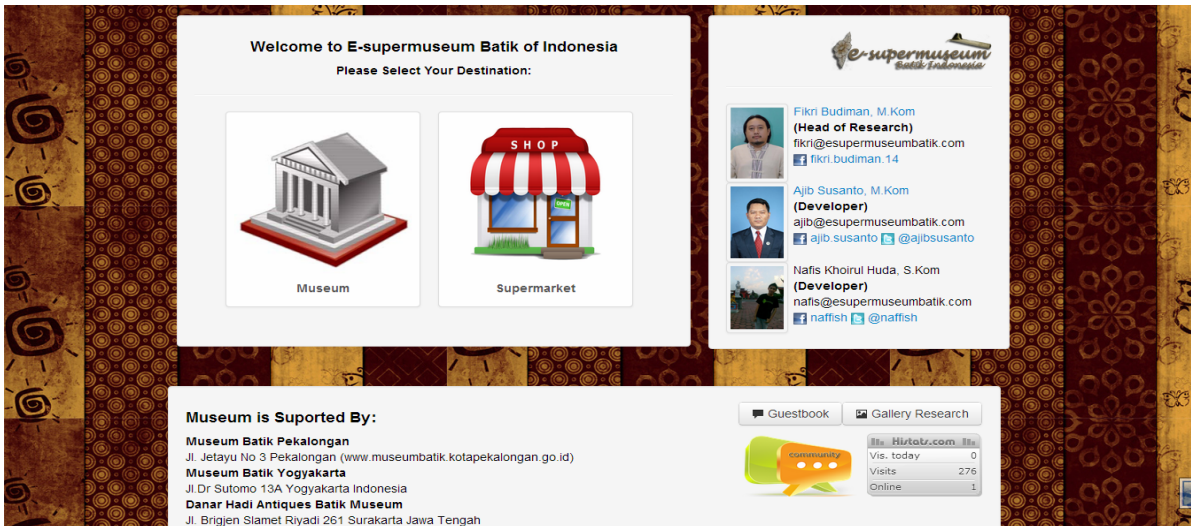 Welcome to E-supermuseum Batik of Indonesia
Please Select Your Destination:
SHOP
OPEN
Museum
Supermarket
e-supermuseum
Batik Indonesia
Fikri Budiman, M.Kom
(Head of Research)
fikri@esupermuseumbatik.com
fikri.budiman.14
Ajib Susanto, M.Kom
(Developer)
ajib@esupermuseumbatik.com
ajib.susanto @ajibsusanto
Nafis Khoirul Huda, S.Kom
(Developer)
nafis@esupermuseumbatik.com
naffish @naffish
Museum is Suported By:
Museum Batik Pekalongan
Jl. Jetayu No 3 Pekalongan (www.museumbatik.kotapekalongan.go.id)
Museum Batik Yogyakarta
Jl.Dr Sutomo 13A Yogyakarta Indonesia
Danar Hadi Antiques Batik Museum
Jl. Brigjen Slamet Riyadi 261 Surakarta Jawa Tengah
Guestbook
Gallery Research
community
Histats.com
Vis. today 0
Visits 276
Online 1